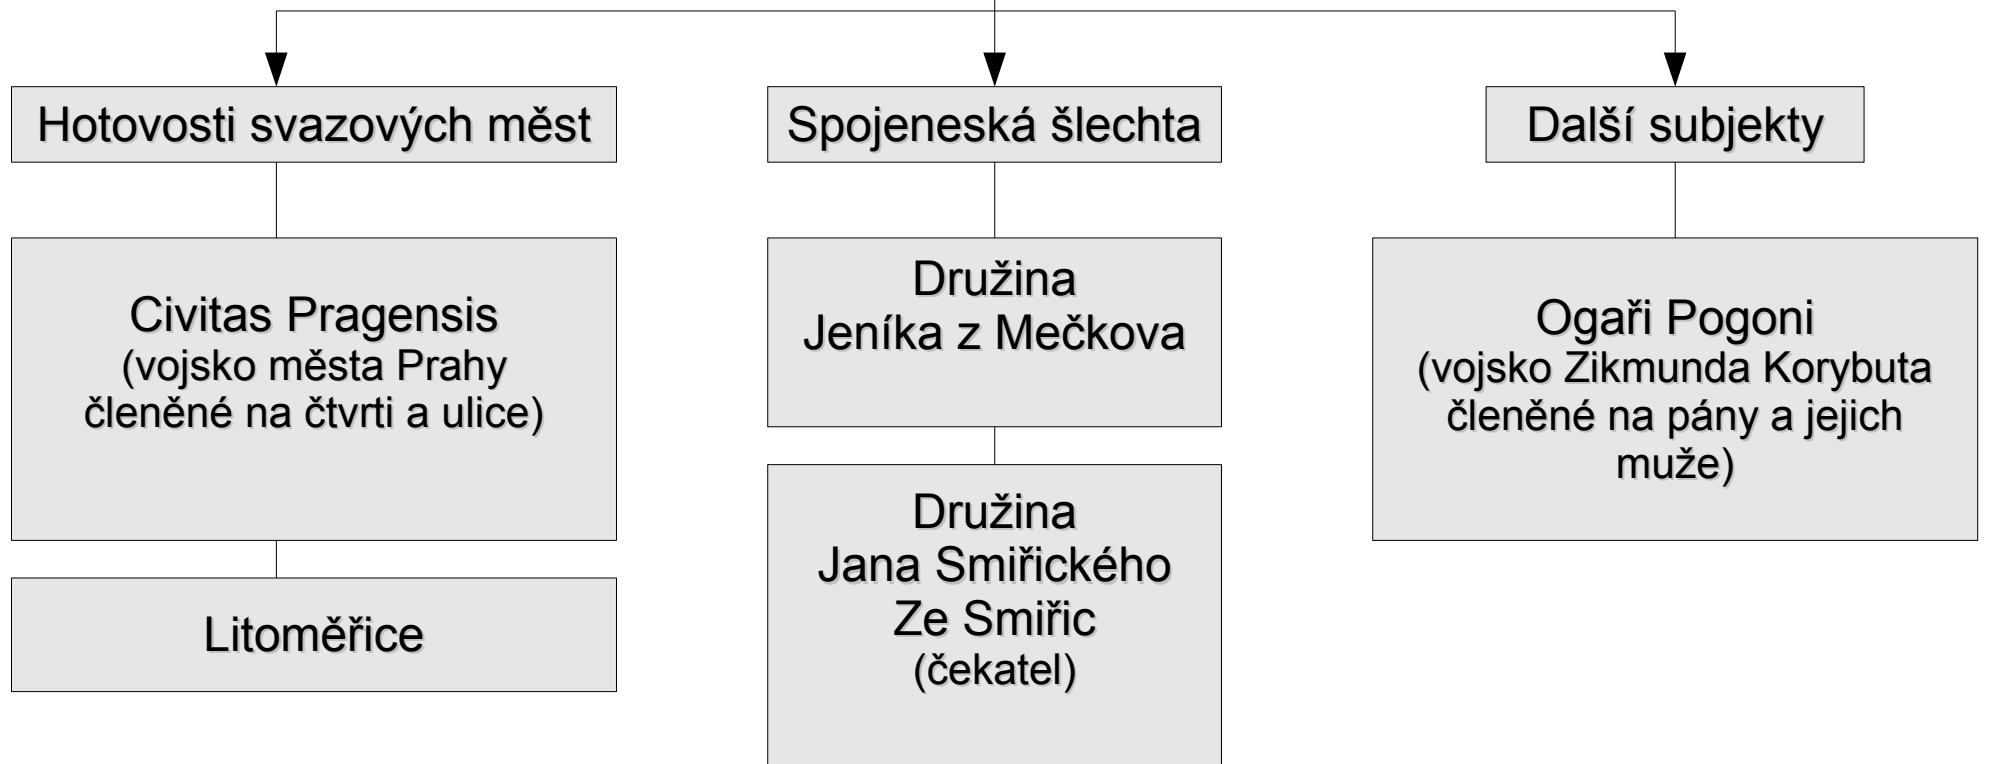 Hotovosti svazových měst
Spojeneská šlechta
Další subjekty
Civitas Pragensis
(vojsko města Prahy
členěné na čtvrti a ulice)
Litoměřice
Družina
Jeníka z Mečkova
Družina
Jana Smiřického
Ze Smiřic
(čekatel)
Ogaři Pogoni
(vojsko Zikmunda Korybuta
členěné na pány a jejich
muže)